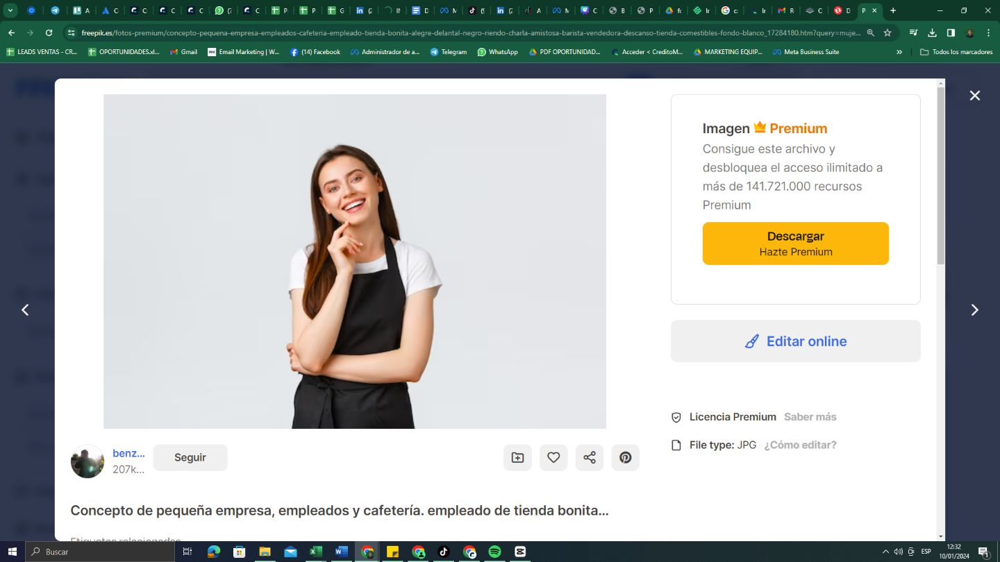 freepik.es/fotos-premium/concepto-pequena-empresa-empleados-cafeteria-empleado-tienda-bonita-alegre-delantal-negro-riendo-charla-amistosa-barista-vendedora-descanso-tienda-comestibles-fondo-blanco_17284180.htm?query=muje...
LEADS VENTAS - CR... OPORTUNIDADES.xl... Gmail Email Marketing | W... (14) Facebook Administrador de a... Telegram WhatsApp PDF OPORTUNIDAD... Acceder < CreditoM... MARKETING EQUIP... Meta Business Suite » Todos los marcadores
Imagen Premium
Consigue este archivo y
desbloquea el acceso ilimitado a
más de 141.721.000 recursos
Premium
Descargar
Hazte Premium
Editar online
Licencia Premium Saber más
File type: JPG ¿Cómo editar?
benz...
207k...
Seguir
Concepto de pequeña empresa, empleados y cafetería. empleado de tienda bonita...
Etiquetas relacionadas
Buscar
ESP
12:32
10/01/2024